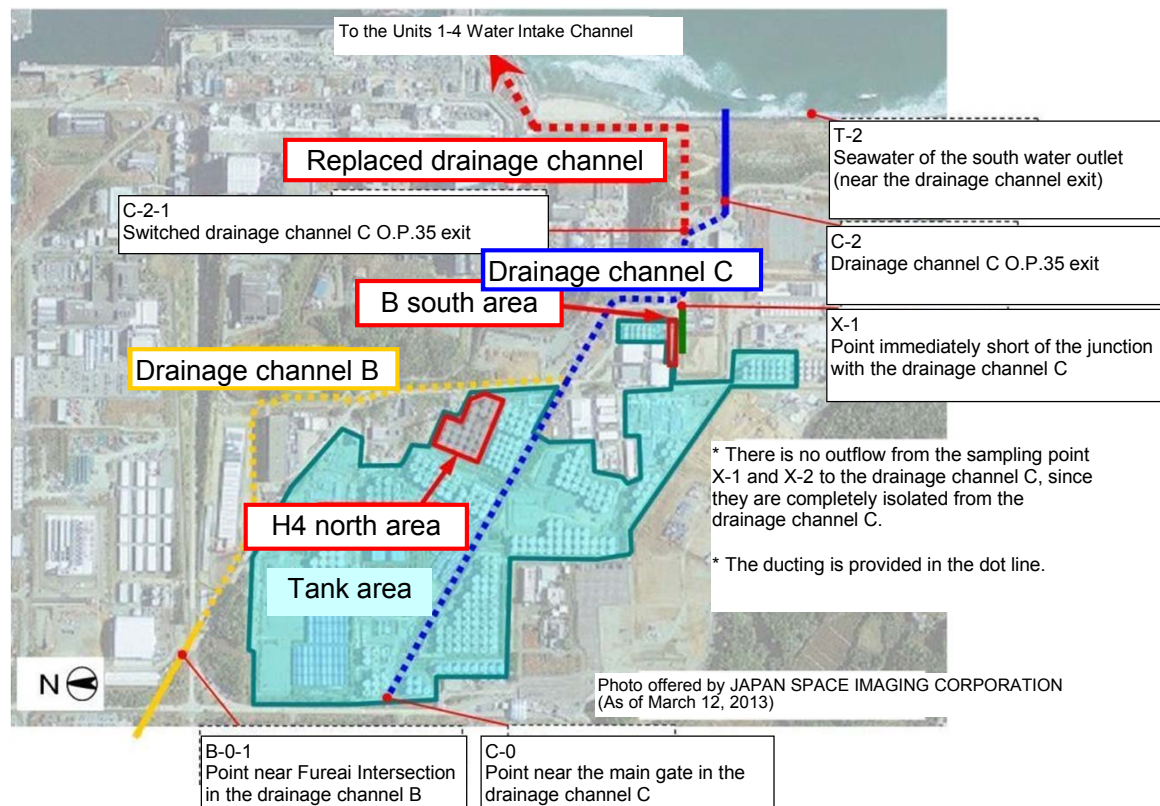 To the Units 1-4 Water Intake Channel
Replaced drainage channel
T-2
Seawater of the south water outlet
(near the drainage channel exit)
C-2-1
Switched drainage channel C O.P.35 exit
C-2
Drainage channel C O.P.35 exit
Drainage channel C
B south area
X-1
Point immediately short of the junction
with the drainage channel C
Drainage channel B
* There is no outflow from the sampling point
X-1 and X-2 to the drainage channel C, since
they are completely isolated from the
drainage channel C.
* The ducting is provided in the dot line.
H4 north area
Tank area
N
Photo offered by JAPAN SPACE IMAGING CORPORATION
(As of March 12, 2013)
B-0-1
Point near Fureai Intersection
in the drainage channel B
C-0
Point near the main gate in the
drainage channel C